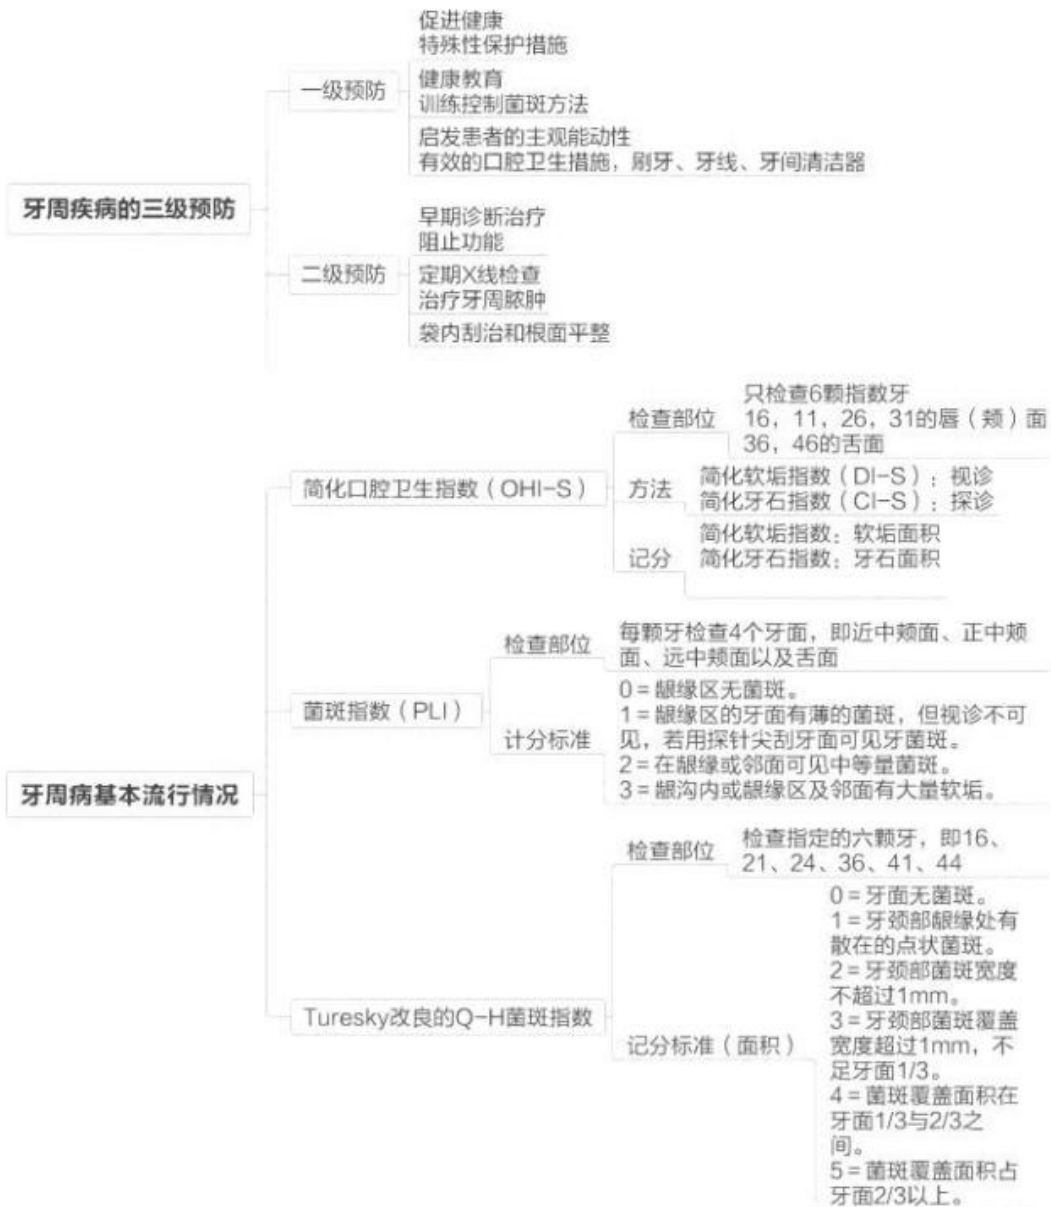 牙周疾病的三级预防
一级预防
促进健康
特殊性保护措施
健康教育
训练控制菌斑方法
启发患者的主观能动性
有效的口腔卫生措施，刷牙、牙线、牙间清洁器
二级预防
早期诊断治疗
阻止功能
定期X线检查
治疗牙周脓肿
袋内刮治和根面平整
牙周病基本流行情况
简化口腔卫生指数（OHI-S）
检查部位
只检查6颗指数牙
16，11，26，31的唇（颊）面
36，46的舌面
方法
简化软垢指数（DI-S）；视诊
简化牙石指数（CI-S）；探诊
记分
简化软垢指数：软垢面积
简化牙石指数：牙石面积
菌斑指数（PLI）
检查部位
每颗牙检查4个牙面，即近中颊面、正中颊
面、远中颊面以及舌面
计分标准
0=龈缘区无菌斑。
1=龈缘区的牙面有薄的菌斑，但视诊不可
见，若用探针尖刮牙面可见牙菌斑。
2=在龈缘或邻面可见中等量菌斑。
3=龈沟内或龈缘区及邻面有大量软垢。
Turesky改良的Q-H菌斑指数
检查部位
检查指定的六颗牙，即16、
21、24、36、41、44
记分标准（面积）
0=牙面无菌斑。
1=牙颈部龈缘处有
散在的点状菌斑。
2=牙颈部菌斑宽度
不超过1mm。
3=牙颈部菌斑覆盖
宽度超过1mm，不
足牙面1/3。
4=菌斑覆盖面积在
牙面1/3与2/3之
间。
5=菌斑覆盖面积占
牙面2/3以上。